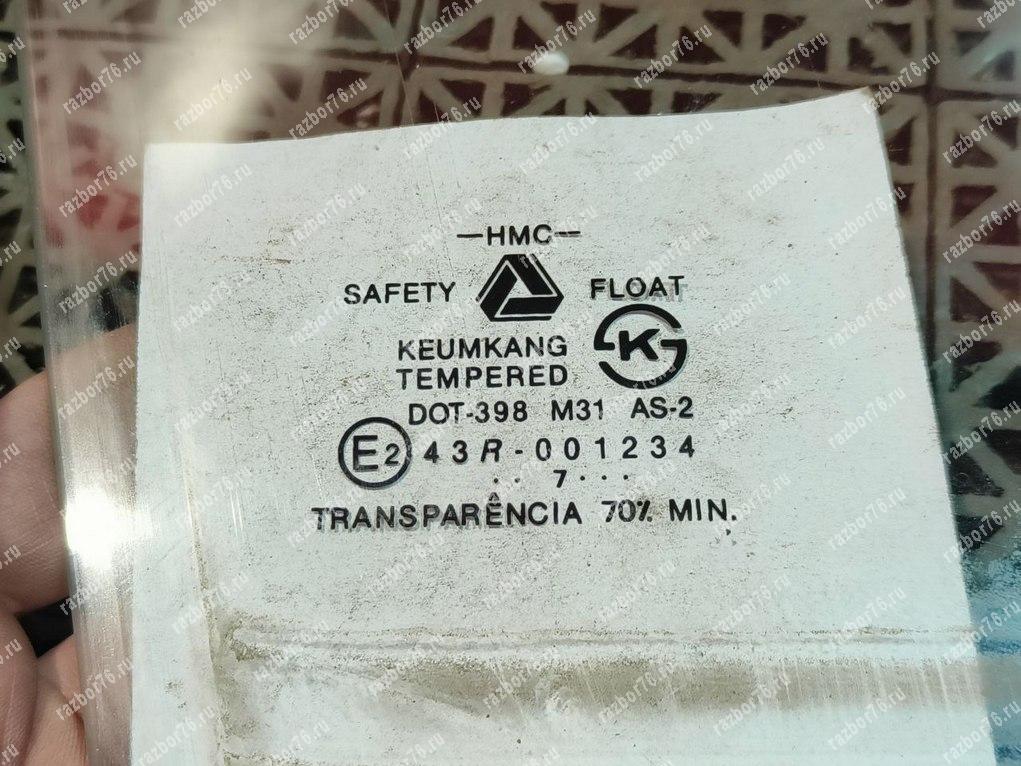 —HMC—
SAFETY FLOAT
KEUMKANG K
TEMPERED
DOT-398 M31 AS-2
E2 43R-001234
.. 7...
TRANSPARÊNCIA 70% MIN.
razbor76.ru